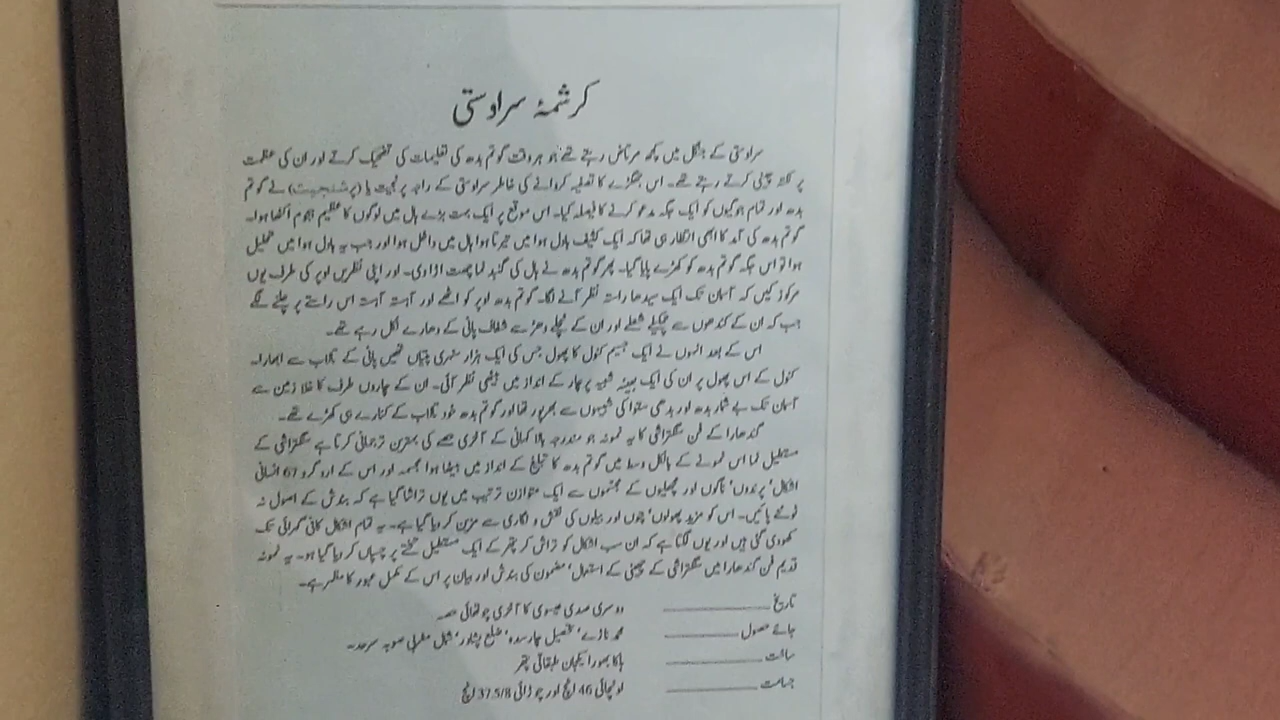 کرشمۂ سراوستی
سراوستی کے جنگل میں کچھ مرتاض رہتے تھے جو ہر وقت گوتم بدھ کی تعلیمات کی تضحیک کرتے اور ان کی عظمت
پر نکتہ چینی کرتے رہتے تھے۔ اس جھگڑے کا تصفیہ کروانے کی خاطر سراوستی کے راجہ پرنجیت یا (پرشنجیت) نے گوتم
بدھ اور تمام جوگیوں کو ایک جگہ مدعو کرنے کا فیصلہ کیا۔ اس موقع پر ایک بہت بڑے ہال میں لوگوں کا عظیم ہجوم اکٹھا ہوا۔
گوتم بدھ کی آمد کا ابھی انتظار ہی تھا کہ ایک کثیف بادل ہوا میں تیرتا ہوا ہال میں داخل ہوا اور جب یہ بادل ہوا میں تحلیل
ہوا تو اس جگہ گوتم بدھ کو کھڑے پایا گیا۔ پھر گوتم بدھ نے ہال کی گنبد نما چھت اڑا دی۔ اور اپنی نظریں اوپر کی طرف یوں
مرکوز کیں کہ آسمان تک ایک سیدھا راستہ نظر آنے لگا۔ گوتم بدھ اوپر کو اٹھے اور آہستہ آہستہ اس راستے پر چلنے لگے
جب کہ ان کے کندھوں سے چمکیلے شعلے اور ان کے نچلے دھڑ سے شفاف پانی کے دھارے نکل رہے تھے۔
اس کے بعد انہوں نے ایک جسیم کنول کا پھول جس کی ایک ہزار سنہری پتیاں تھیں پانی کے تالاب سے ابھارا۔
کنول کے اس پھول پر ان کی ایک بعینہ شبیہ پرچار کے انداز میں بیٹھی نظر آئی۔ ان کے چاروں طرف کا خلا زمین سے
آسمان تک بے شمار بدھ اور بدھی ستوا کی شبیہوں سے بھرپور تھا اور گوتم بدھ خود تالاب کے کنارے ہی کھڑے تھے۔
گندھارا کے فن سنگتراشی کا یہ نمونہ جو مندرجہ بالا کہانی کے آخری حصے کی بہترین ترجمانی کرتا ہے سنگتراشی کے
مستطیل نما اس نمونے کے بالکل وسط میں گوتم بدھ کا تبلیغ کے انداز میں بیٹھا ہوا مجسمہ اور اس کے ارد گرد 67 انسانی
اشکال، پرندوں، ناگوں اور مچھلیوں کے مجسموں سے ایک متوازن ترتیب میں یوں تراشا گیا ہے کہ بندش کے اصول نہ
ٹوٹنے پائیں۔ اس کو مزید پھولوں، پتوں اور بیلوں کی نقش و نگاری سے مزین کر دیا گیا ہے۔ یہ تمام اشکال کافی گہرائی تک
کھودی گئی ہیں اور یوں لگتا ہے کہ ان سب اشکال کو تراش کر پتھر کے ایک مستطیل تختے پر چسپاں کر دیا گیا ہو۔ یہ نمونہ
قدیم فن گندھارا میں سنگتراشی کے چھینی کے استعمال، مضمون کی بندش اور بیان پر اس کے مکمل عبور کا مظہر ہے۔
تاریخ ـــــــــ دوسری صدی عیسوی کا آخری چوتھائی حصہ
جائے حصول ـــــــــ محمد ناڑے، تحصیل چارسدہ، ضلع پشاور، شمال مغربی صوبہ سرحد۔
ساخت ـــــــــ ہلکا بھورا یکہان طبقاتی پتھر
جسامت ـــــــــ اونچائی 46 انچ اور چوڑائی 37.5/8 انچ